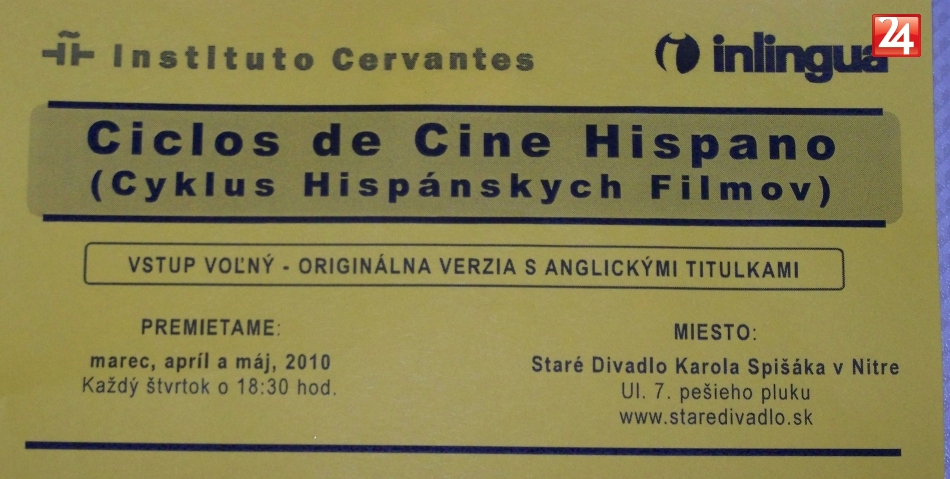 Instituto Cervantes
inlingua
24
Ciclos de Cine Hispano
(Cyklus Hispánskych Filmov)
VSTUP VOĽNÝ - ORIGINÁLNA VERZIA S ANGLICKÝMI TITULKAMI
PREMIETAME:
marec, apríl a máj, 2010
Každý štvrtok o 18:30 hod.
MIESTO:
Staré Divadlo Karola Spišáka v Nitre
Ul. 7. pešieho pluku
www.staredivadlo.sk